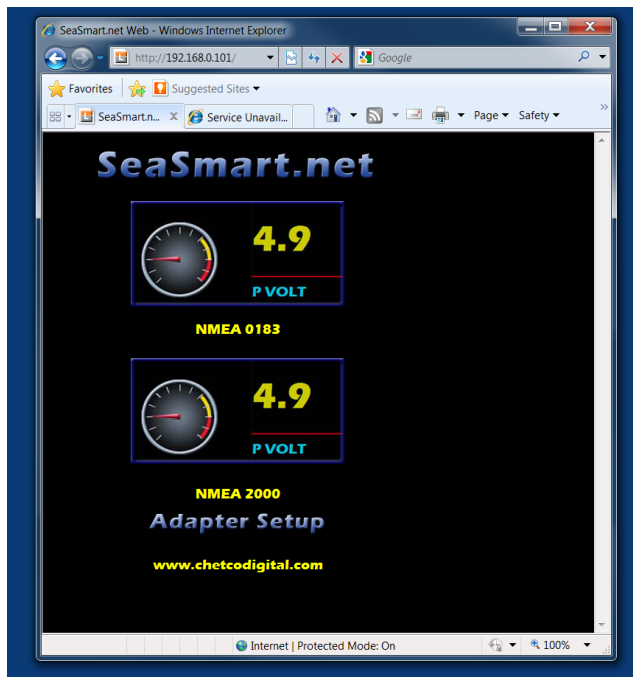 SeaSmart.net Web - Windows Internet Explorer
http://192.168.0.101/
Google
Favorites Suggested Sites
SeaSmart.n... X Service Unavail... Page Safety »
SeaSmart.net
4.9
P VOLT
NMEA 0183
4.9
P VOLT
NMEA 2000
Adapter Setup
www.chetcodigital.com
Internet | Protected Mode: On 100%